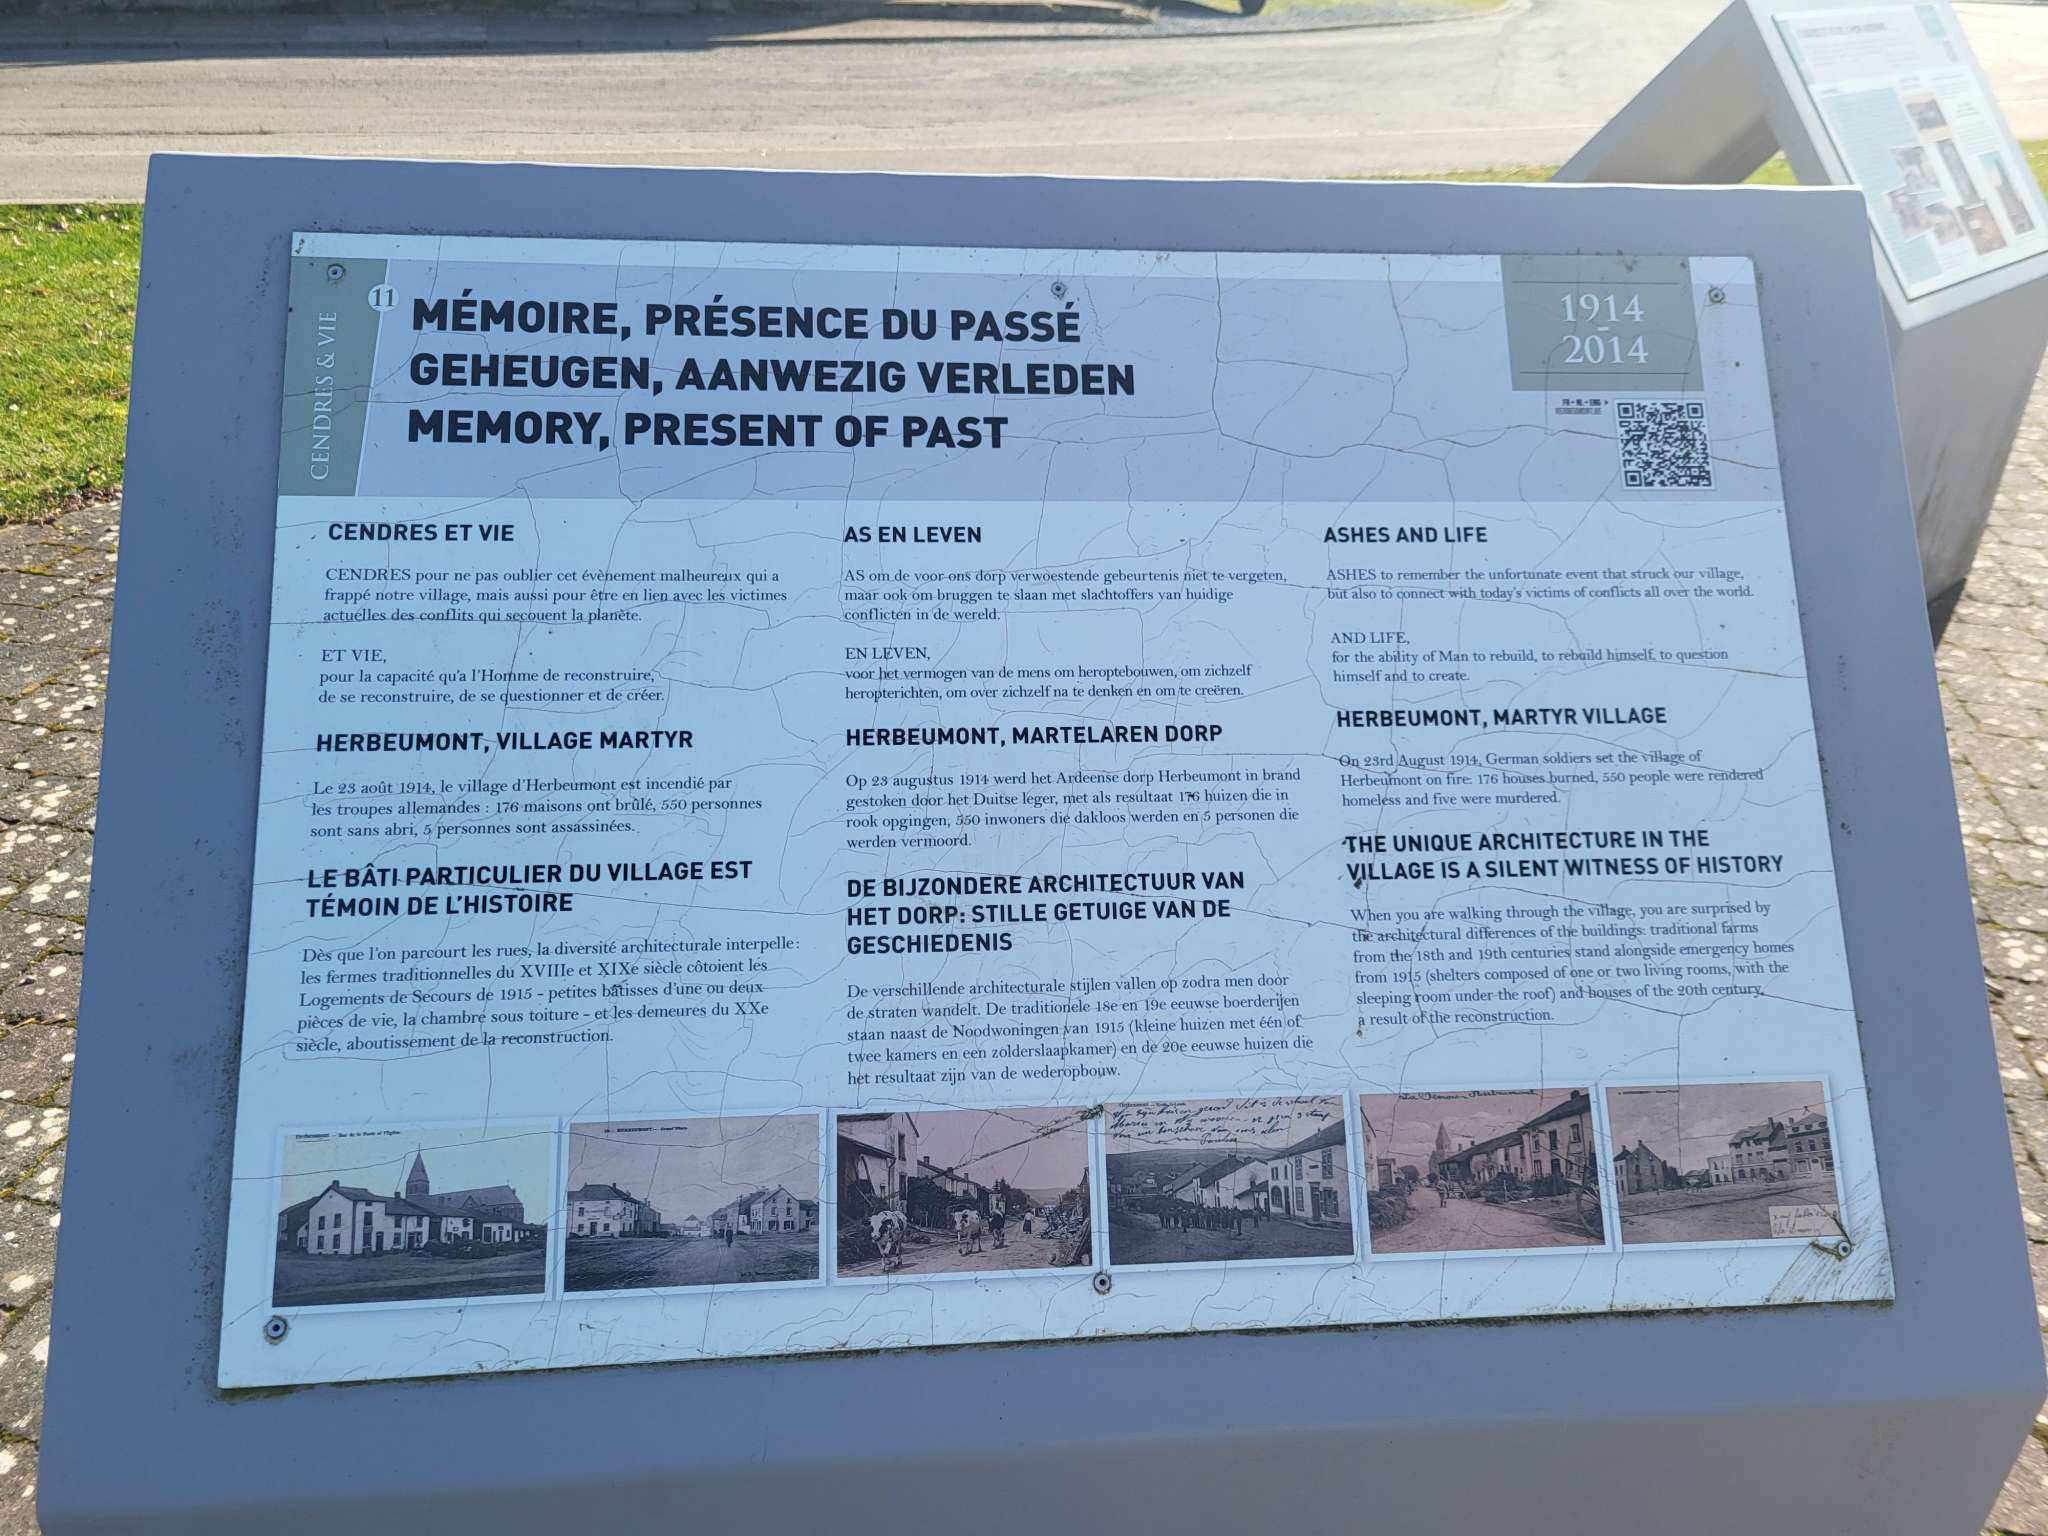 CENDRES & VIE
11
MÉMOIRE, PRÉSENCE DU PASSÉ
GEHEUGEN, AANWEZIG VERLEDEN
MEMORY, PRESENT OF PAST
1914
-
2014
FR • NL • ENG
HERBEUMONT.BE
CENDRES ET VIE
CENDRES pour ne pas oublier cet évènement malheureux qui a
frappé notre village, mais aussi pour être en lien avec les victimes
actuelles des conflits qui secouent la planète.
ET VIE,
pour la capacité qu'a l'Homme de reconstruire,
de se reconstruire, de se questionner et de créer.
HERBEUMONT, VILLAGE MARTYR
Le 23 août 1914, le village d'Herbeumont est incendié par
les troupes allemandes : 176 maisons ont brûlé, 550 personnes
sont sans abri, 5 personnes sont assassinées.
LE BÂTI PARTICULIER DU VILLAGE EST
TÉMOIN DE L'HISTOIRE
Dès que l'on parcourt les rues, la diversité architecturale interpelle:
les fermes traditionnelles du XVIIIe et XIXe siècle côtoient les
Logements de Secours de 1915 - petites bâtisses d'une ou deux
pièces de vie, la chambre sous toiture - et les demeures du XXe
siècle, aboutissement de la reconstruction.
AS EN LEVEN
AS om de voor ons dorp verwoestende gebeurtenis niet te vergeten,
maar ook om bruggen te slaan met slachtoffers van huidige
conflicten in de wereld.
EN LEVEN,
voor het vermogen van de mens om heroptebouwen, om zichzelf
heropterichten, om over zichzelf na te denken en om te creëren.
HERBEUMONT, MARTELAREN DORP
Op 23 augustus 1914 werd het Ardeense dorp Herbeumont in brand
gestoken door het Duitse leger, met als resultaat 176 huizen die in
rook opgingen, 550 inwoners die dakloos werden en 5 personen die
werden vermoord.
DE BIJZONDERE ARCHITECTUUR VAN
HET DORP: STILLE GETUIGE VAN DE
GESCHIEDENIS
De verschillende architecturale stijlen vallen op zodra men door
de straten wandelt. De traditionele 18e en 19e eeuwse boerderijen
staan naast de Noodwoningen van 1915 (kleine huizen met één of
twee kamers en een zolderslaapkamer) en de 20e eeuwse huizen die
het resultaat zijn van de wederopbouw.
ASHES AND LIFE
ASHES to remember the unfortunate event that struck our village,
but also to connect with today's victims of conflicts all over the world.
AND LIFE,
for the ability of Man to rebuild, to rebuild himself, to question
himself and to create.
HERBEUMONT, MARTYR VILLAGE
On 23rd August 1914, German soldiers set the village of
Herbeumont on fire: 176 houses burned, 550 people were rendered
homeless and five were murdered.
THE UNIQUE ARCHITECTURE IN THE
VILLAGE IS A SILENT WITNESS OF HISTORY
When you are walking through the village, you are surprised by
the architectural differences of the buildings: traditional farms
from the 18th and 19th centuries stand alongside emergency homes
from 1915 (shelters composed of one or two living rooms, with the
sleeping room under the roof) and houses of the 20th century,
a result of the reconstruction.
Herbeumont - Rue de la Poste et l'Église
HERBEUMONT - Grand'Place
Pauline